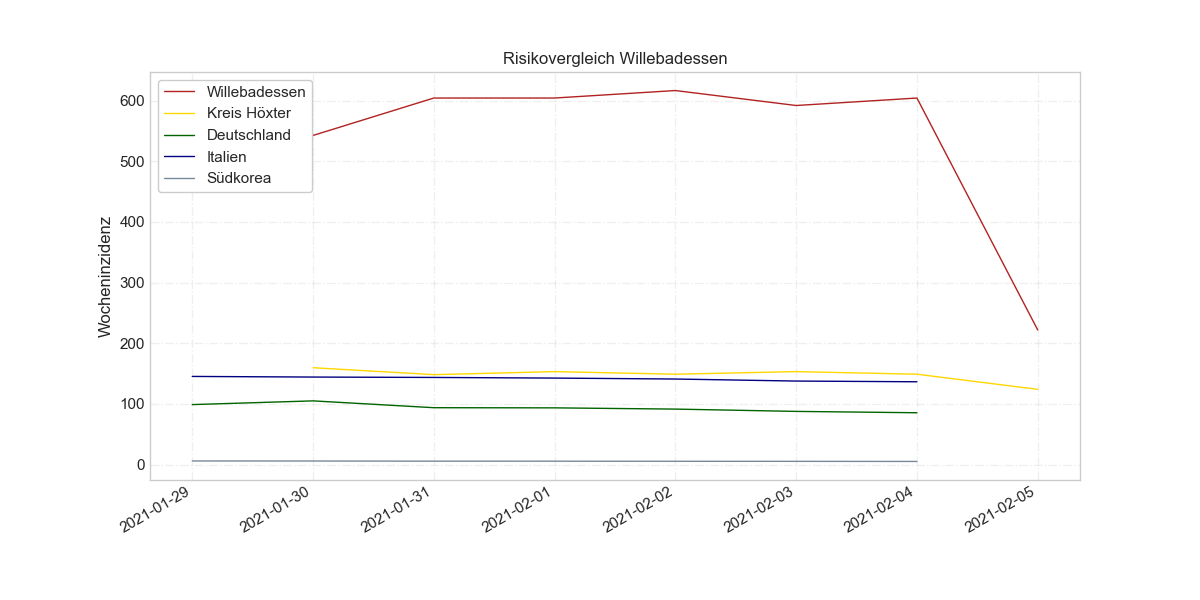 Risikovergleich Willebadessen
Willebadessen
Kreis Höxter
Deutschland
Italien
Südkorea
Wocheninzidenz
600
500
400
300
200
100
0
2021-01-29
2021-01-30
2021-01-31
2021-02-01
2021-02-02
2021-02-03
2021-02-04
2021-02-05